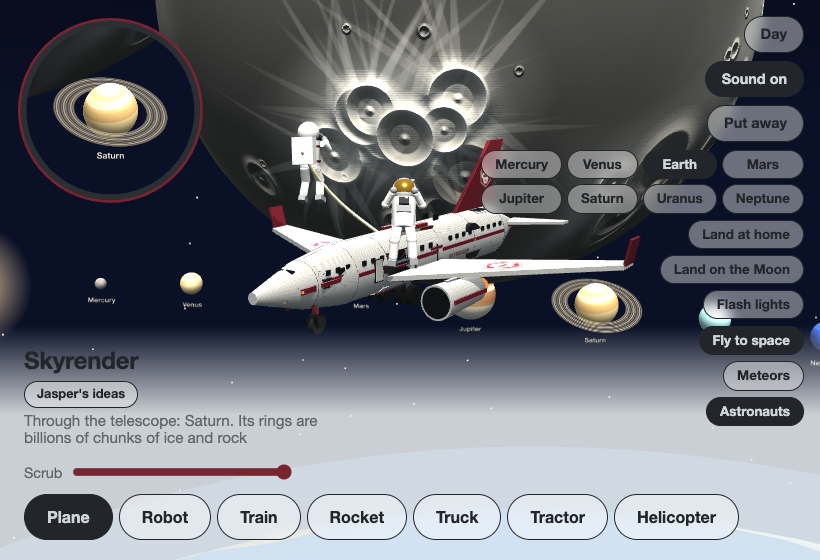 Day
Sound on
Put away
Saturn
Mercury Venus Earth Mars
Jupiter Saturn Uranus Neptune
Land at home
Land on the Moon
Flash lights
Fly to space
Meteors
Astronauts
Mercury
Venus
Mars
Jupiter
Saturn
Skyrender
Jasper's ideas
Through the telescope: Saturn. Its rings are
billions of chunks of ice and rock
Scrub
Plane Robot Train Rocket Truck Tractor Helicopter